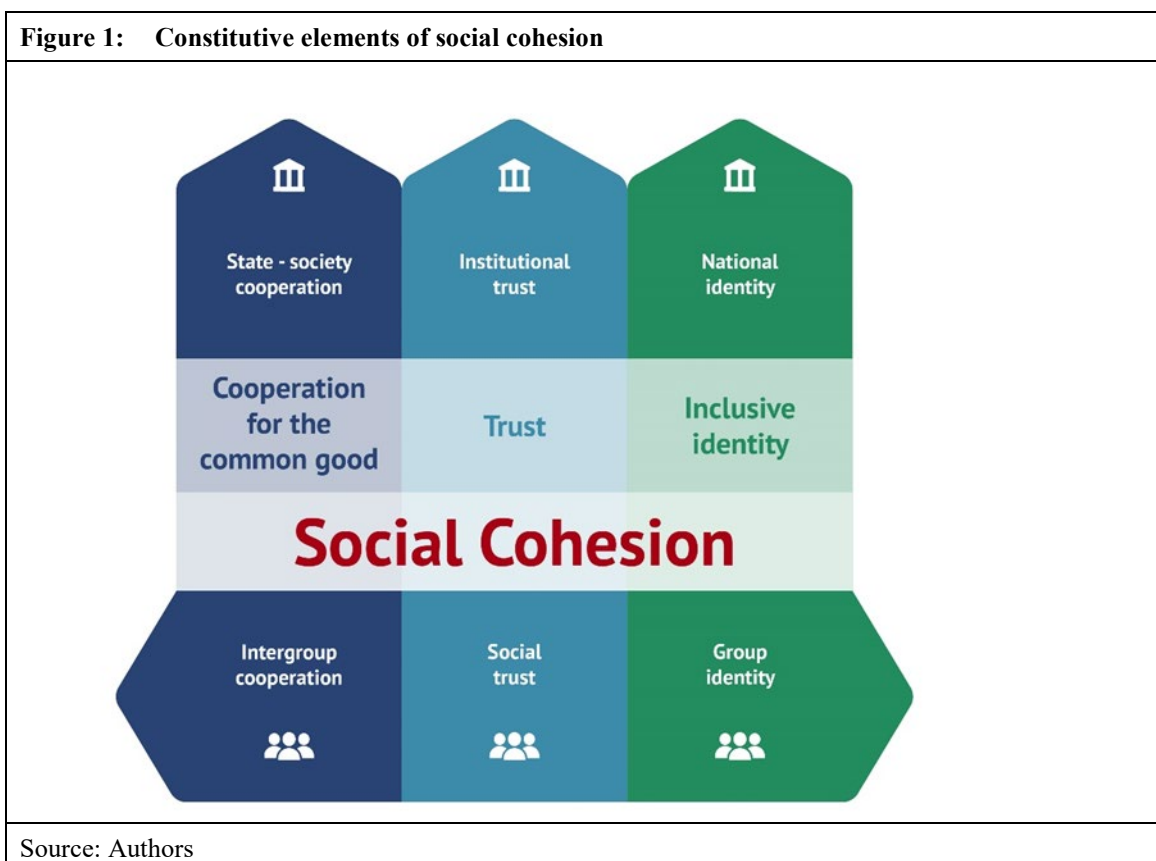 Figure 1: Constitutive elements of social cohesion
State - society
cooperation
Institutional
trust
National
identity
Cooperation
for the
common good
Trust
Inclusive
identity
Social Cohesion
Intergroup
cooperation
Social
trust
Group
identity
Source: Authors